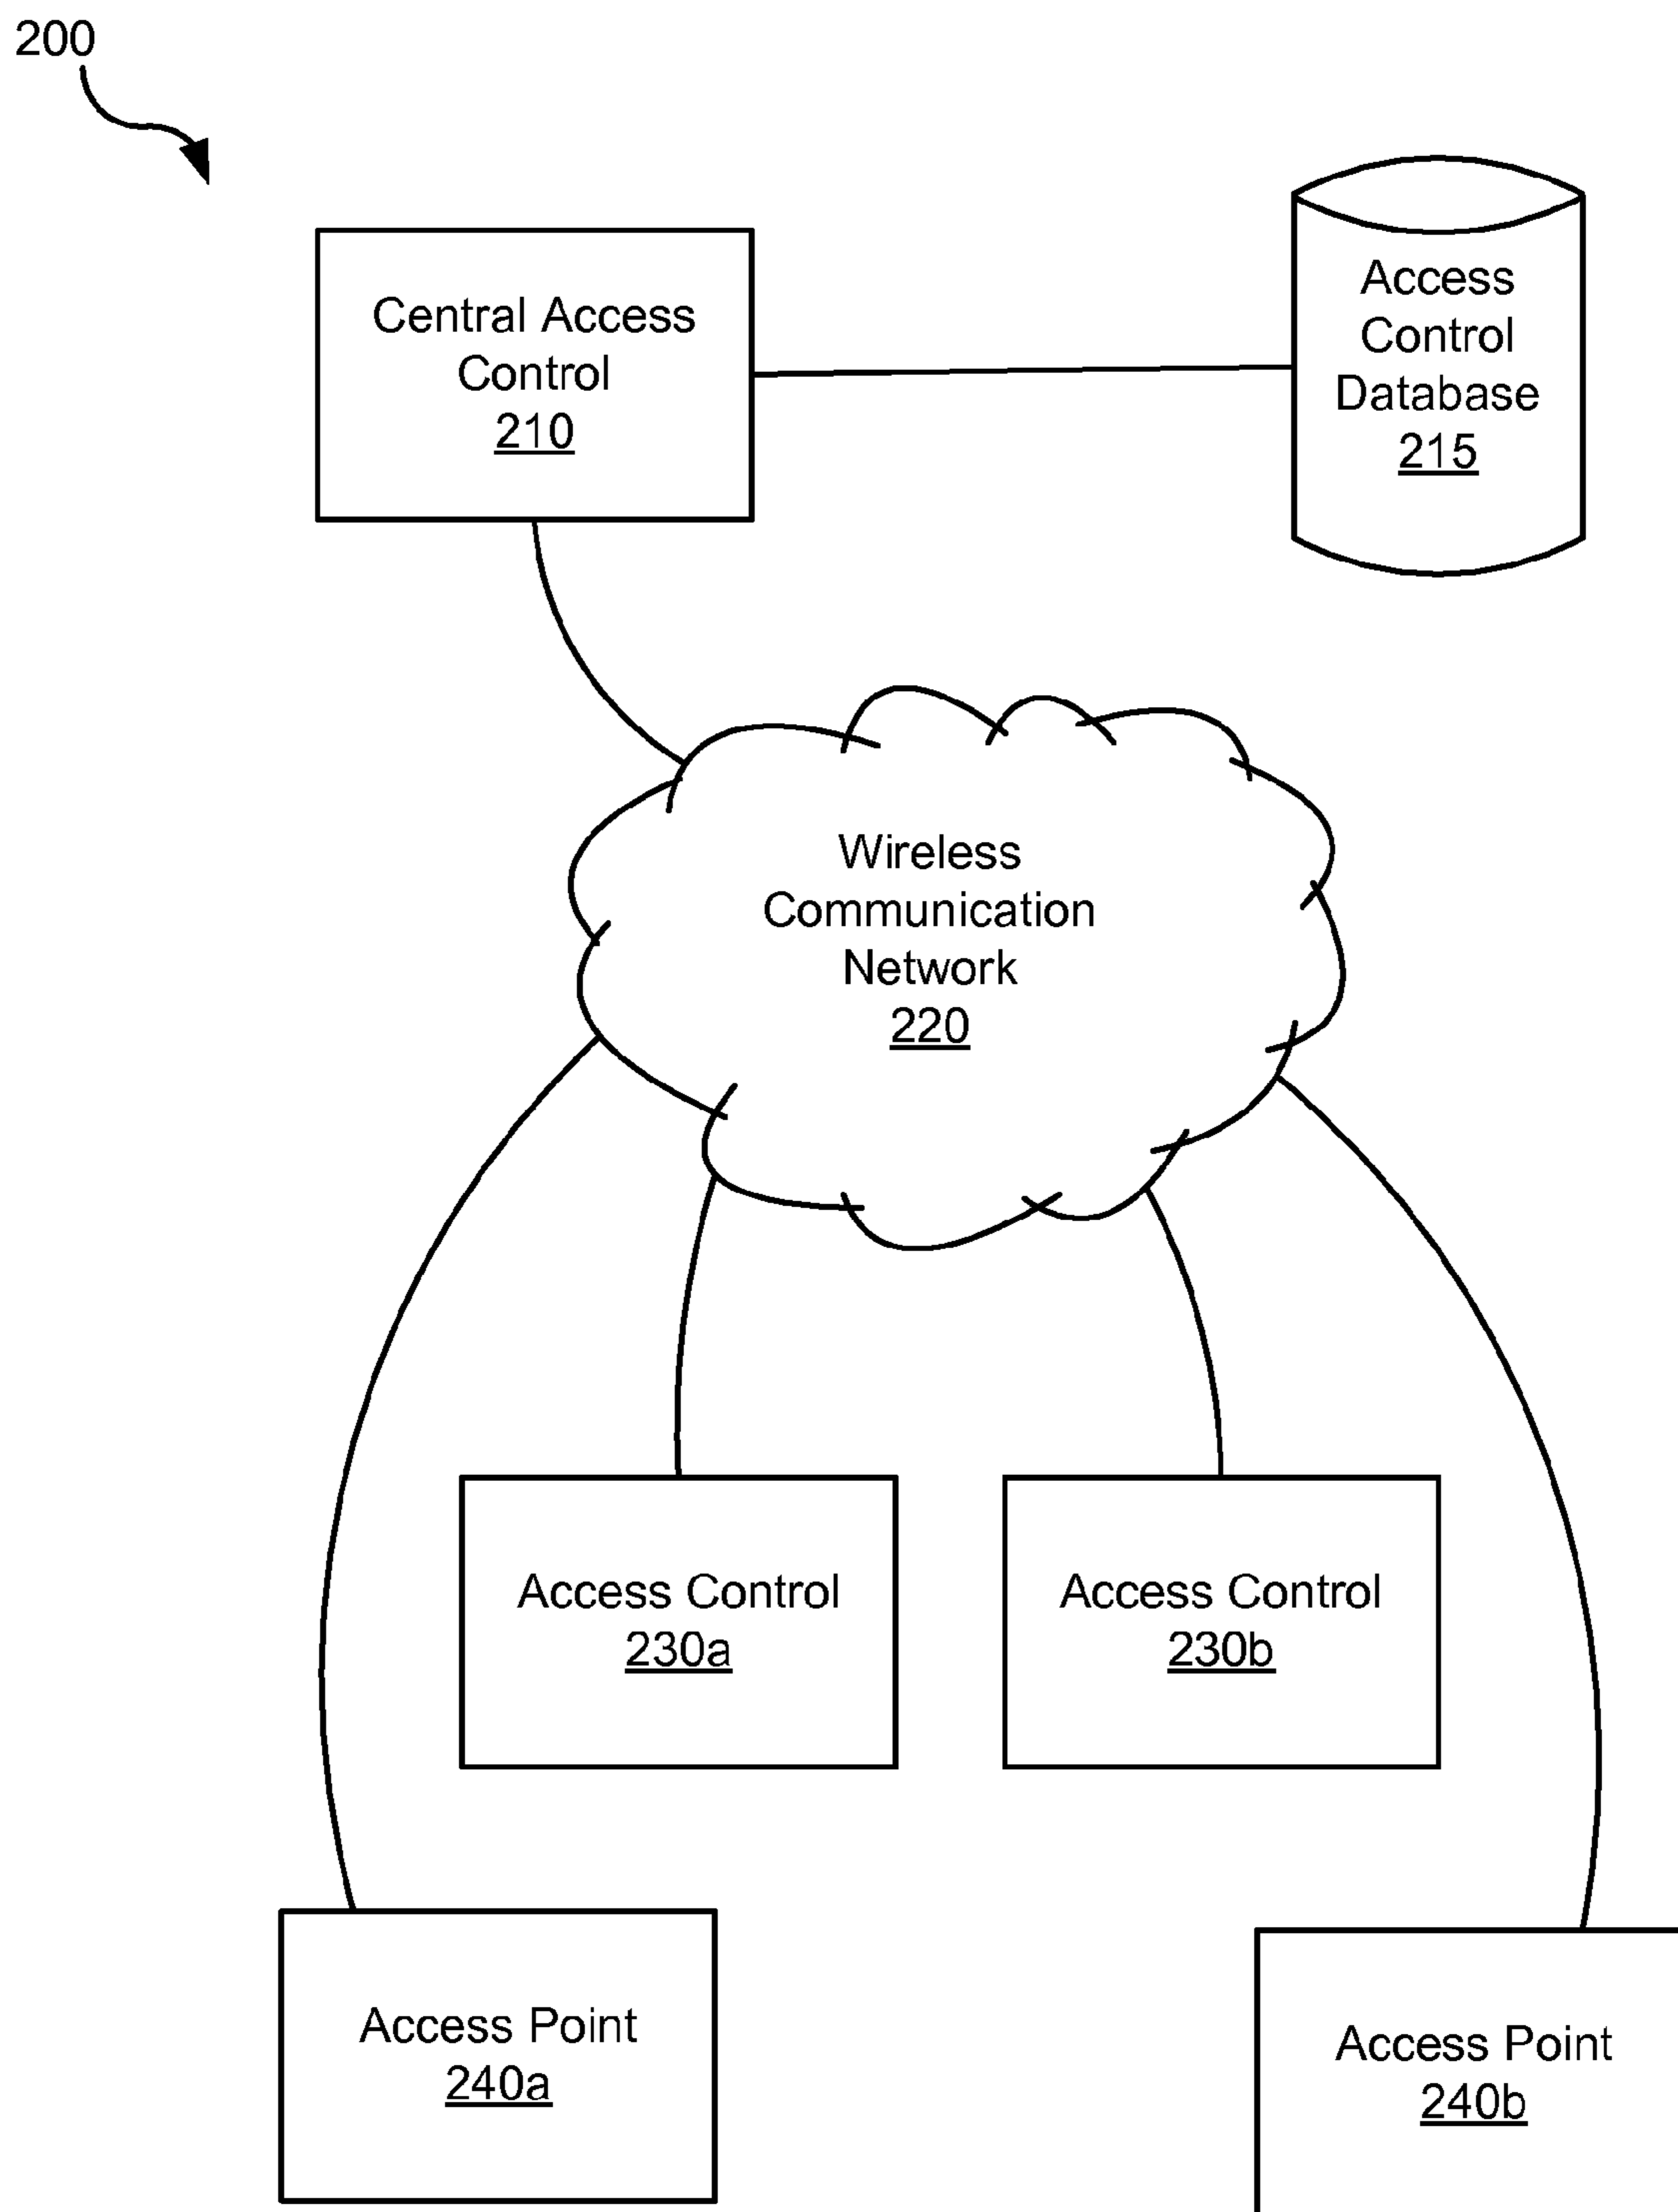 200
Central Access
Control
210
Access
Control
Database
215
Wireless
Communication
Network
220
Access Control
230a
Access Control
230b
Access Point
240a
Access Point
240b